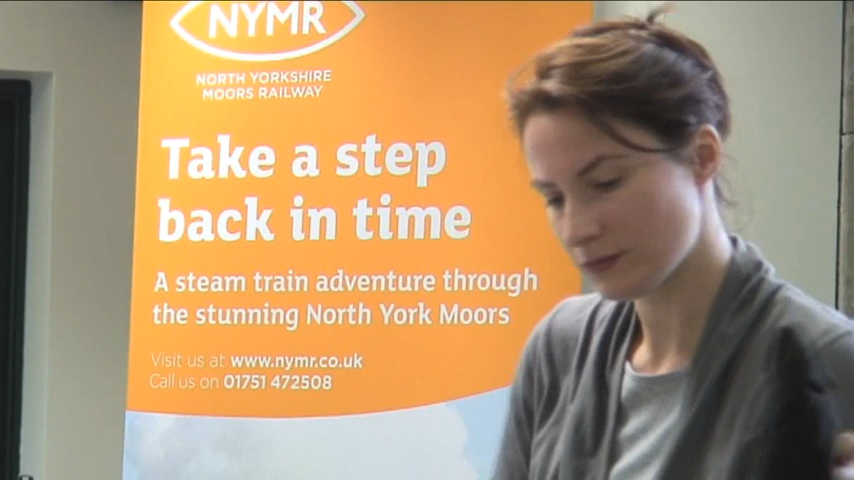 NYMR
NORTH YORKSHIRE
MOORS RAILWAY
Take a step
back in time
A steam train adventure through
the stunning North York Moors
Visit us at www.nymr.co.uk
Call us on 01751 472508